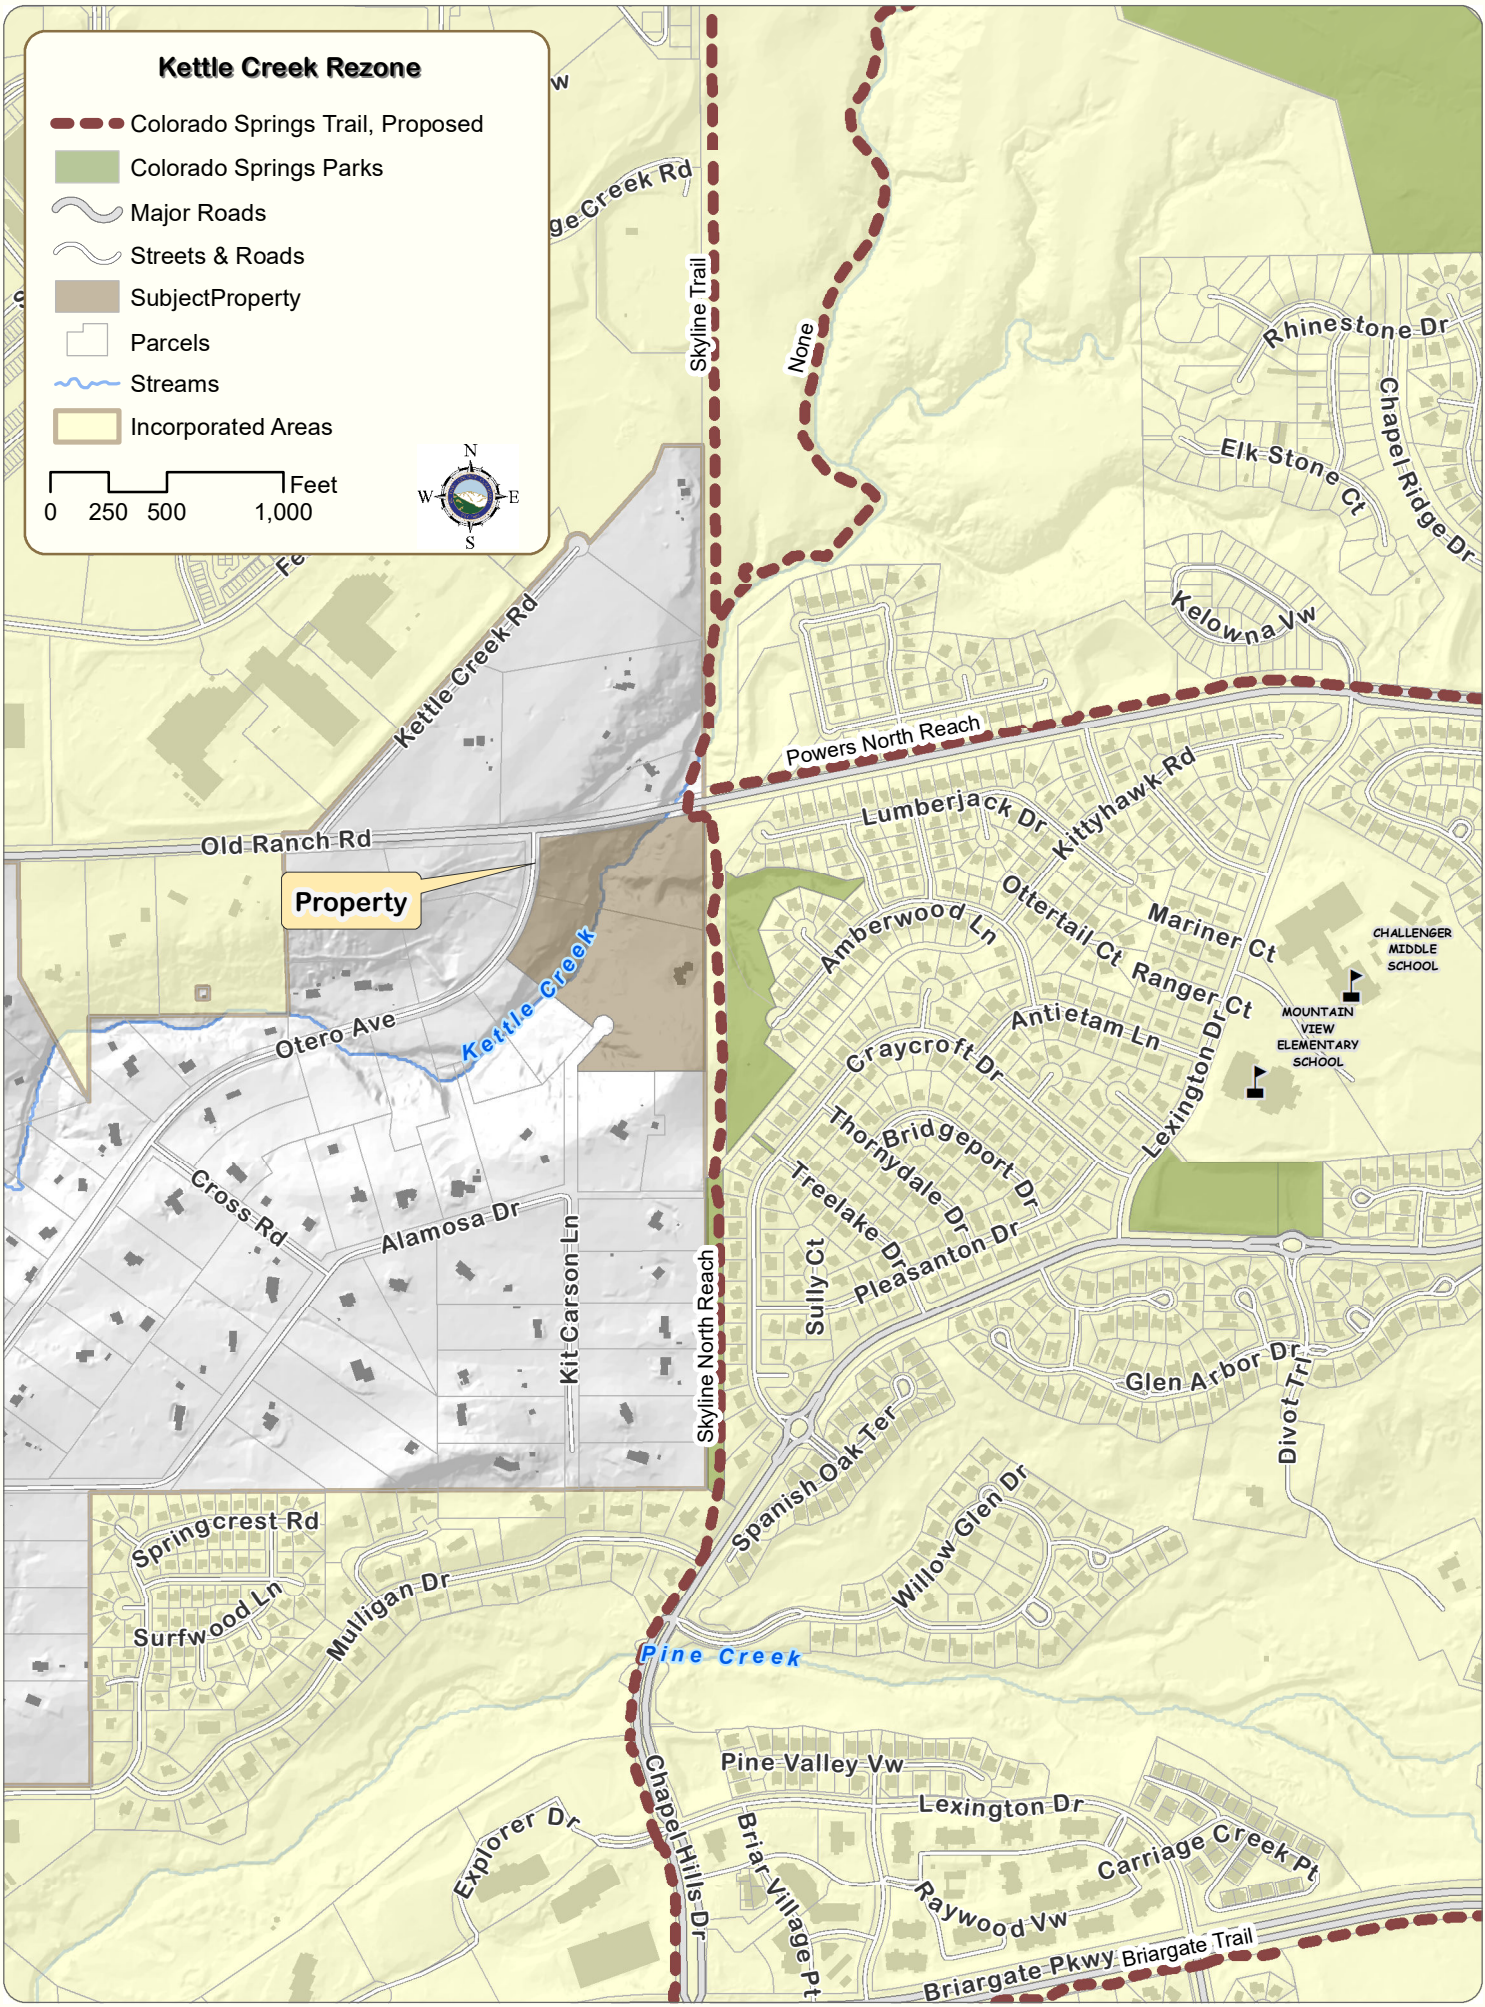 Kettle Creek Rezone
Colorado Springs Trail, Proposed
Colorado Springs Parks
Major Roads
Streets & Roads
SubjectProperty
Parcels
Streams
Incorporated Areas
Feet
0 250 500 1,000
N
W E
S
w
geCreek Rd
S
Fe
Skyline Trail
None
Rhinestone Dr
Chapel Ridge Dr
Elk Stone Ct
Kelowna Vw
Kettle Creek Rd
Powers North Reach
Old Ranch Rd
Lumberjack Dr
Kittyhawk Rd
Property
Amberwood Ln
Ottertail Ct
Mariner Ct
Ranger Ct
CHALLENGER
MIDDLE
SCHOOL
MOUNTAIN
VIEW
ELEMENTARY
SCHOOL
Kettle Creek
Otero Ave
Antietam Ln
Craycroft Dr
Lexington Dr
Thornydale Dr
Bridgeport Dr
Treelake Dr
Cross Rd
Alamosa Dr
Kit Carson Ln
Skyline North Reach
Sully Ct
Pleasanton Dr
Glen Arbor Dr
Divot Trl
Spanish Oak Ter
Willow Glen Dr
Springcrest Rd
Surfwood Ln
Mulligan Dr
Pine Creek
Pine Valley Vw
Lexington Dr
Explorer Dr
Chapel Hills Dr
Briar Village Pt
Carriage Creek Pt
Raywood Vw
Briargate Pkwy
Briargate Trail